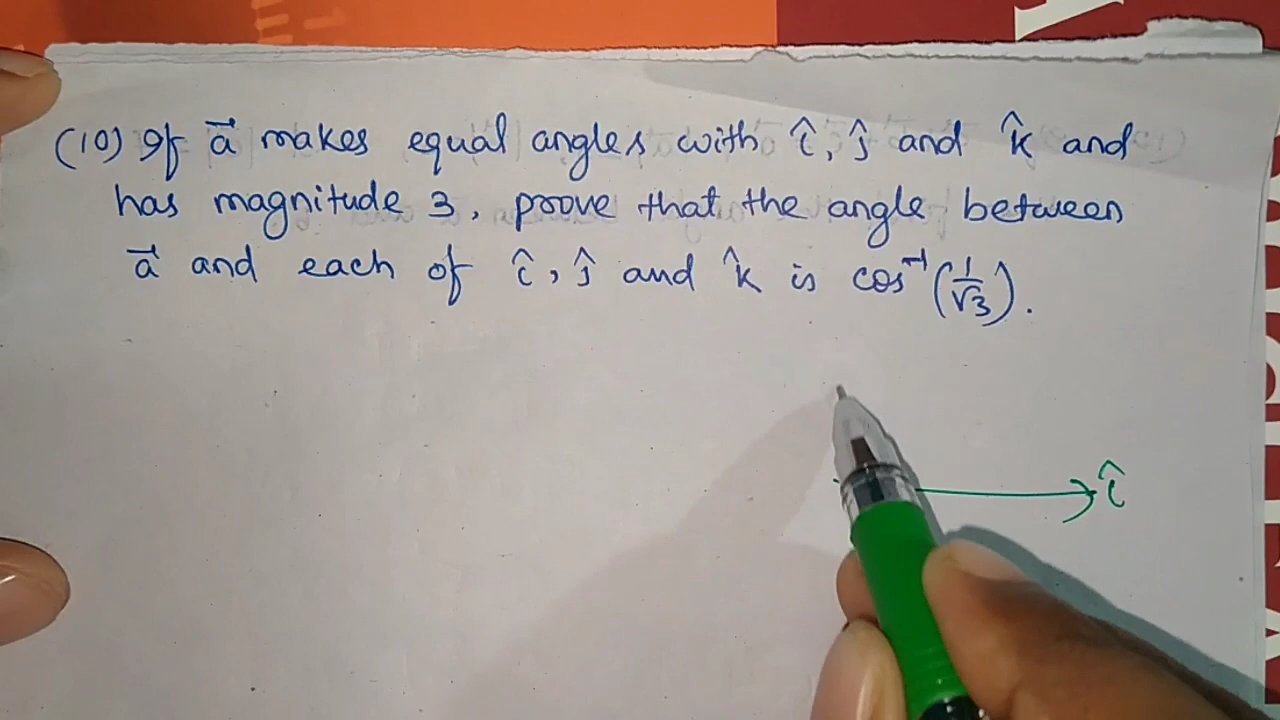 (10) If a⃗ makes equal angles with î, ĵ and k̂ and
has magnitude 3, prove that the angle between
a⃗ and each of î, ĵ and k̂ is cos⁻¹(1/√3).
î